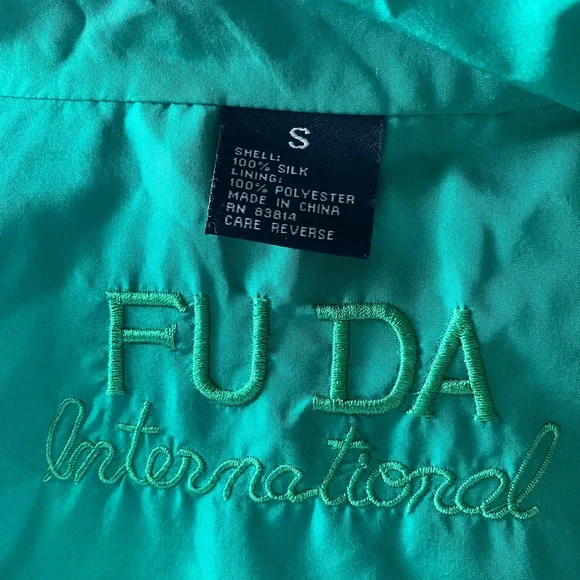 S
SHELL:
100% SILK
LINING:
100% POLYESTER
MADE IN CHINA
RN 83814
CARE REVERSE
FU DA
International